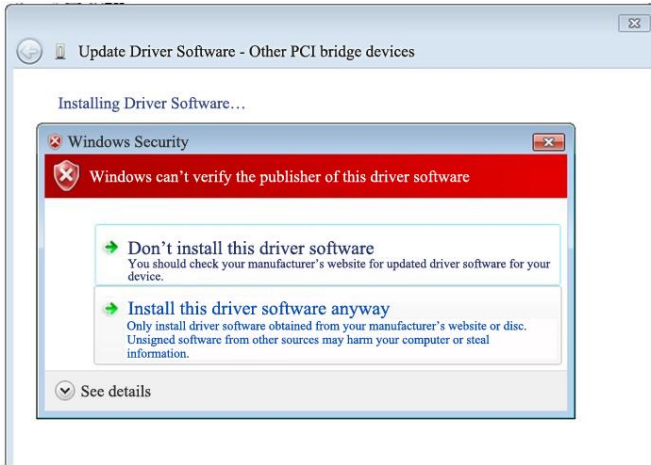 Update Driver Software - Other PCI bridge devices
Installing Driver Software…
Windows Security
Windows can’t verify the publisher of this driver software
Don’t install this driver software
You should check your manufacturer’s website for updated driver software for your
device.
Install this driver software anyway
Only install driver software obtained from your manufacturer’s website or disc.
Unsigned software from other sources may harm your computer or steal
information.
See details